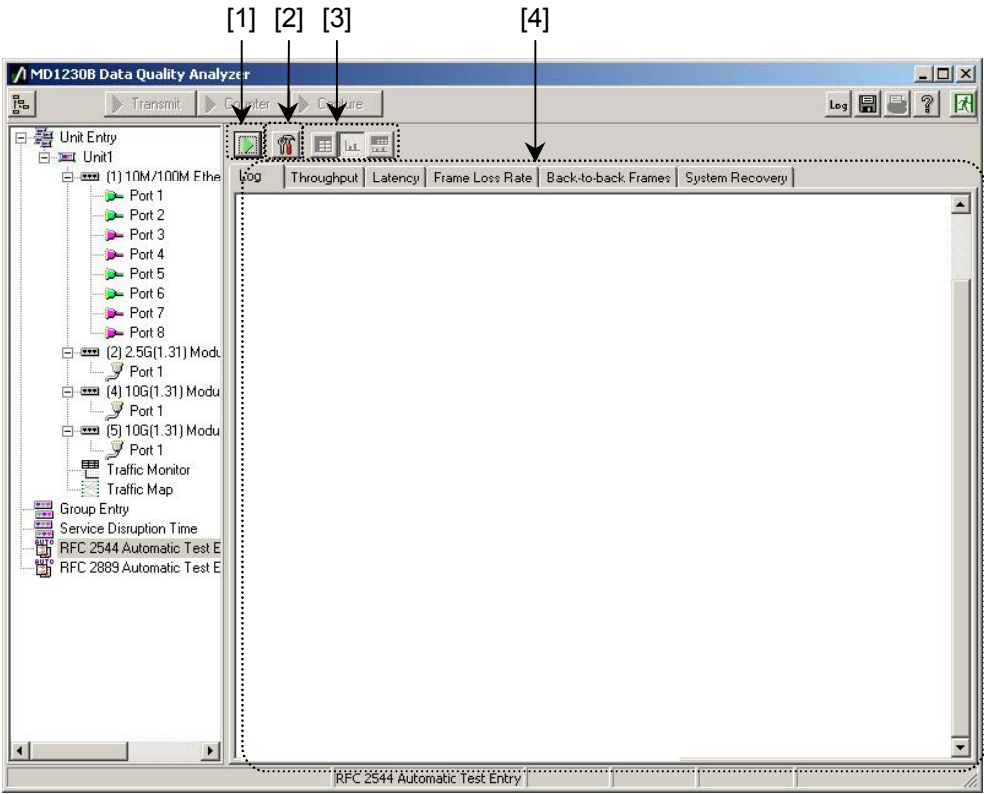 [1] [2] [3] [4]
MD1230B Data Quality Analyzer
Transmit Counter Capture Log
Unit Entry
Unit1
(1) 10M/100M Ethe
Port 1
Port 2
Port 3
Port 4
Port 5
Port 6
Port 7
Port 8
(2) 2.5G(1.31) Modu
Port 1
(4) 10G(1.31) Modu
Port 1
(5) 10G(1.31) Modu
Port 1
Traffic Monitor
Traffic Map
Group Entry
Service Disruption Time
AUTO
RFC 2544 Automatic Test E
AUTO
RFC 2889 Automatic Test E
Log Throughput Latency Frame Loss Rate Back-to-back Frames System Recovery
RFC 2544 Automatic Test Entry